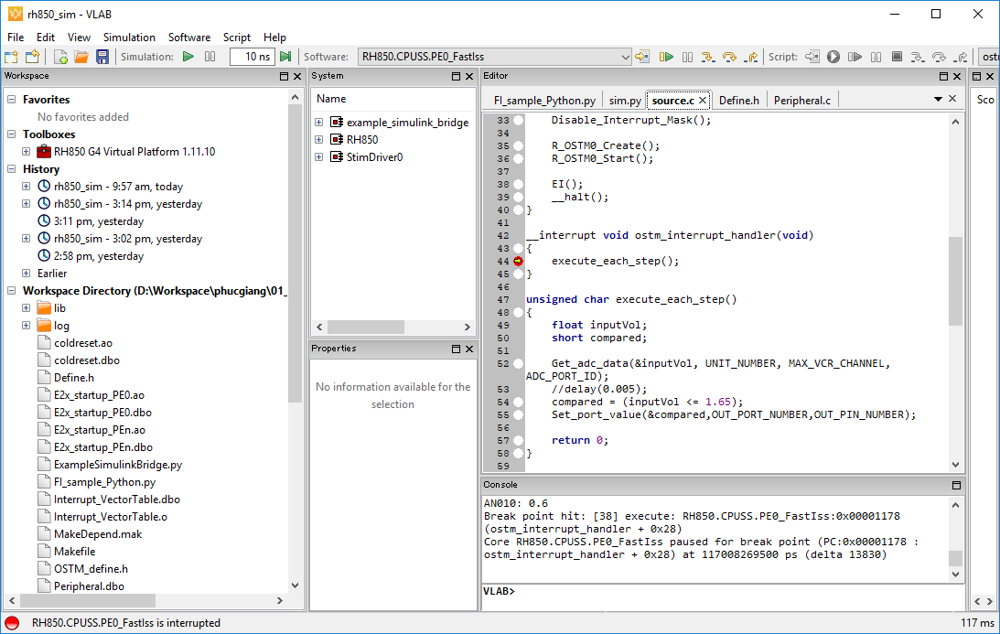 rh850_sim - VLAB
File Edit View Simulation Software Script Help
Simulation: 10 ns Software: RH850.CPUSS.PE0_FastIss Script: ostm
Workspace
Favorites
No favorites added
Toolboxes
RH850 G4 Virtual Platform 1.11.10
History
rh850_sim - 9:57 am, today
rh850_sim - 3:14 pm, yesterday
3:11 pm, yesterday
rh850_sim - 3:02 pm, yesterday
2:58 pm, yesterday
Earlier
Workspace Directory (D:\Workspace\phucgiang\01_
lib
log
coldreset.ao
coldreset.dbo
Define.h
E2x_startup_PE0.ao
E2x_startup_PE0.dbo
E2x_startup_PEn.ao
E2x_startup_PEn.dbo
ExampleSimulinkBridge.py
FI_sample_Python.py
Interrupt_VectorTable.dbo
Interrupt_VectorTable.o
MakeDepend.mak
Makefile
OSTM_define.h
Peripheral.dbo
System
Name
example_simulink_bridge
RH850
StimDriver0
Properties
No information available for the
selection
Editor
FI_sample_Python.py sim.py source.c Define.h Peripheral.c
33 Disable_Interrupt_Mask();
34
35 R_OSTM0_Create();
36 R_OSTM0_Start();
37
38 EI();
39 __halt();
40 }
41
42 __interrupt void ostm_interrupt_handler(void)
43 {
44 execute_each_step();
45 }
46
47 unsigned char execute_each_step()
48 {
49 float inputVol;
50 short compared;
51
52 Get_adc_data(&inputVol, UNIT_NUMBER, MAX_VCR_CHANNEL,
ADC_PORT_ID);
53 //delay(0.005);
54 compared = (inputVol <= 1.65);
55 Set_port_value(&compared,OUT_PORT_NUMBER,OUT_PIN_NUMBER);
56
57 return 0;
58 }
59
Sco
Console
AN010: 0.6
Break point hit: [38] execute: RH850.CPUSS.PE0_FastIss:0x00001178
(ostm_interrupt_handler + 0x28)
Core RH850.CPUSS.PE0_FastIss paused for break point (PC:0x00001178 :
ostm_interrupt_handler + 0x28) at 117008269500 ps (delta 13830)
VLAB>
RH850.CPUSS.PE0_FastIss is interrupted
117 ms